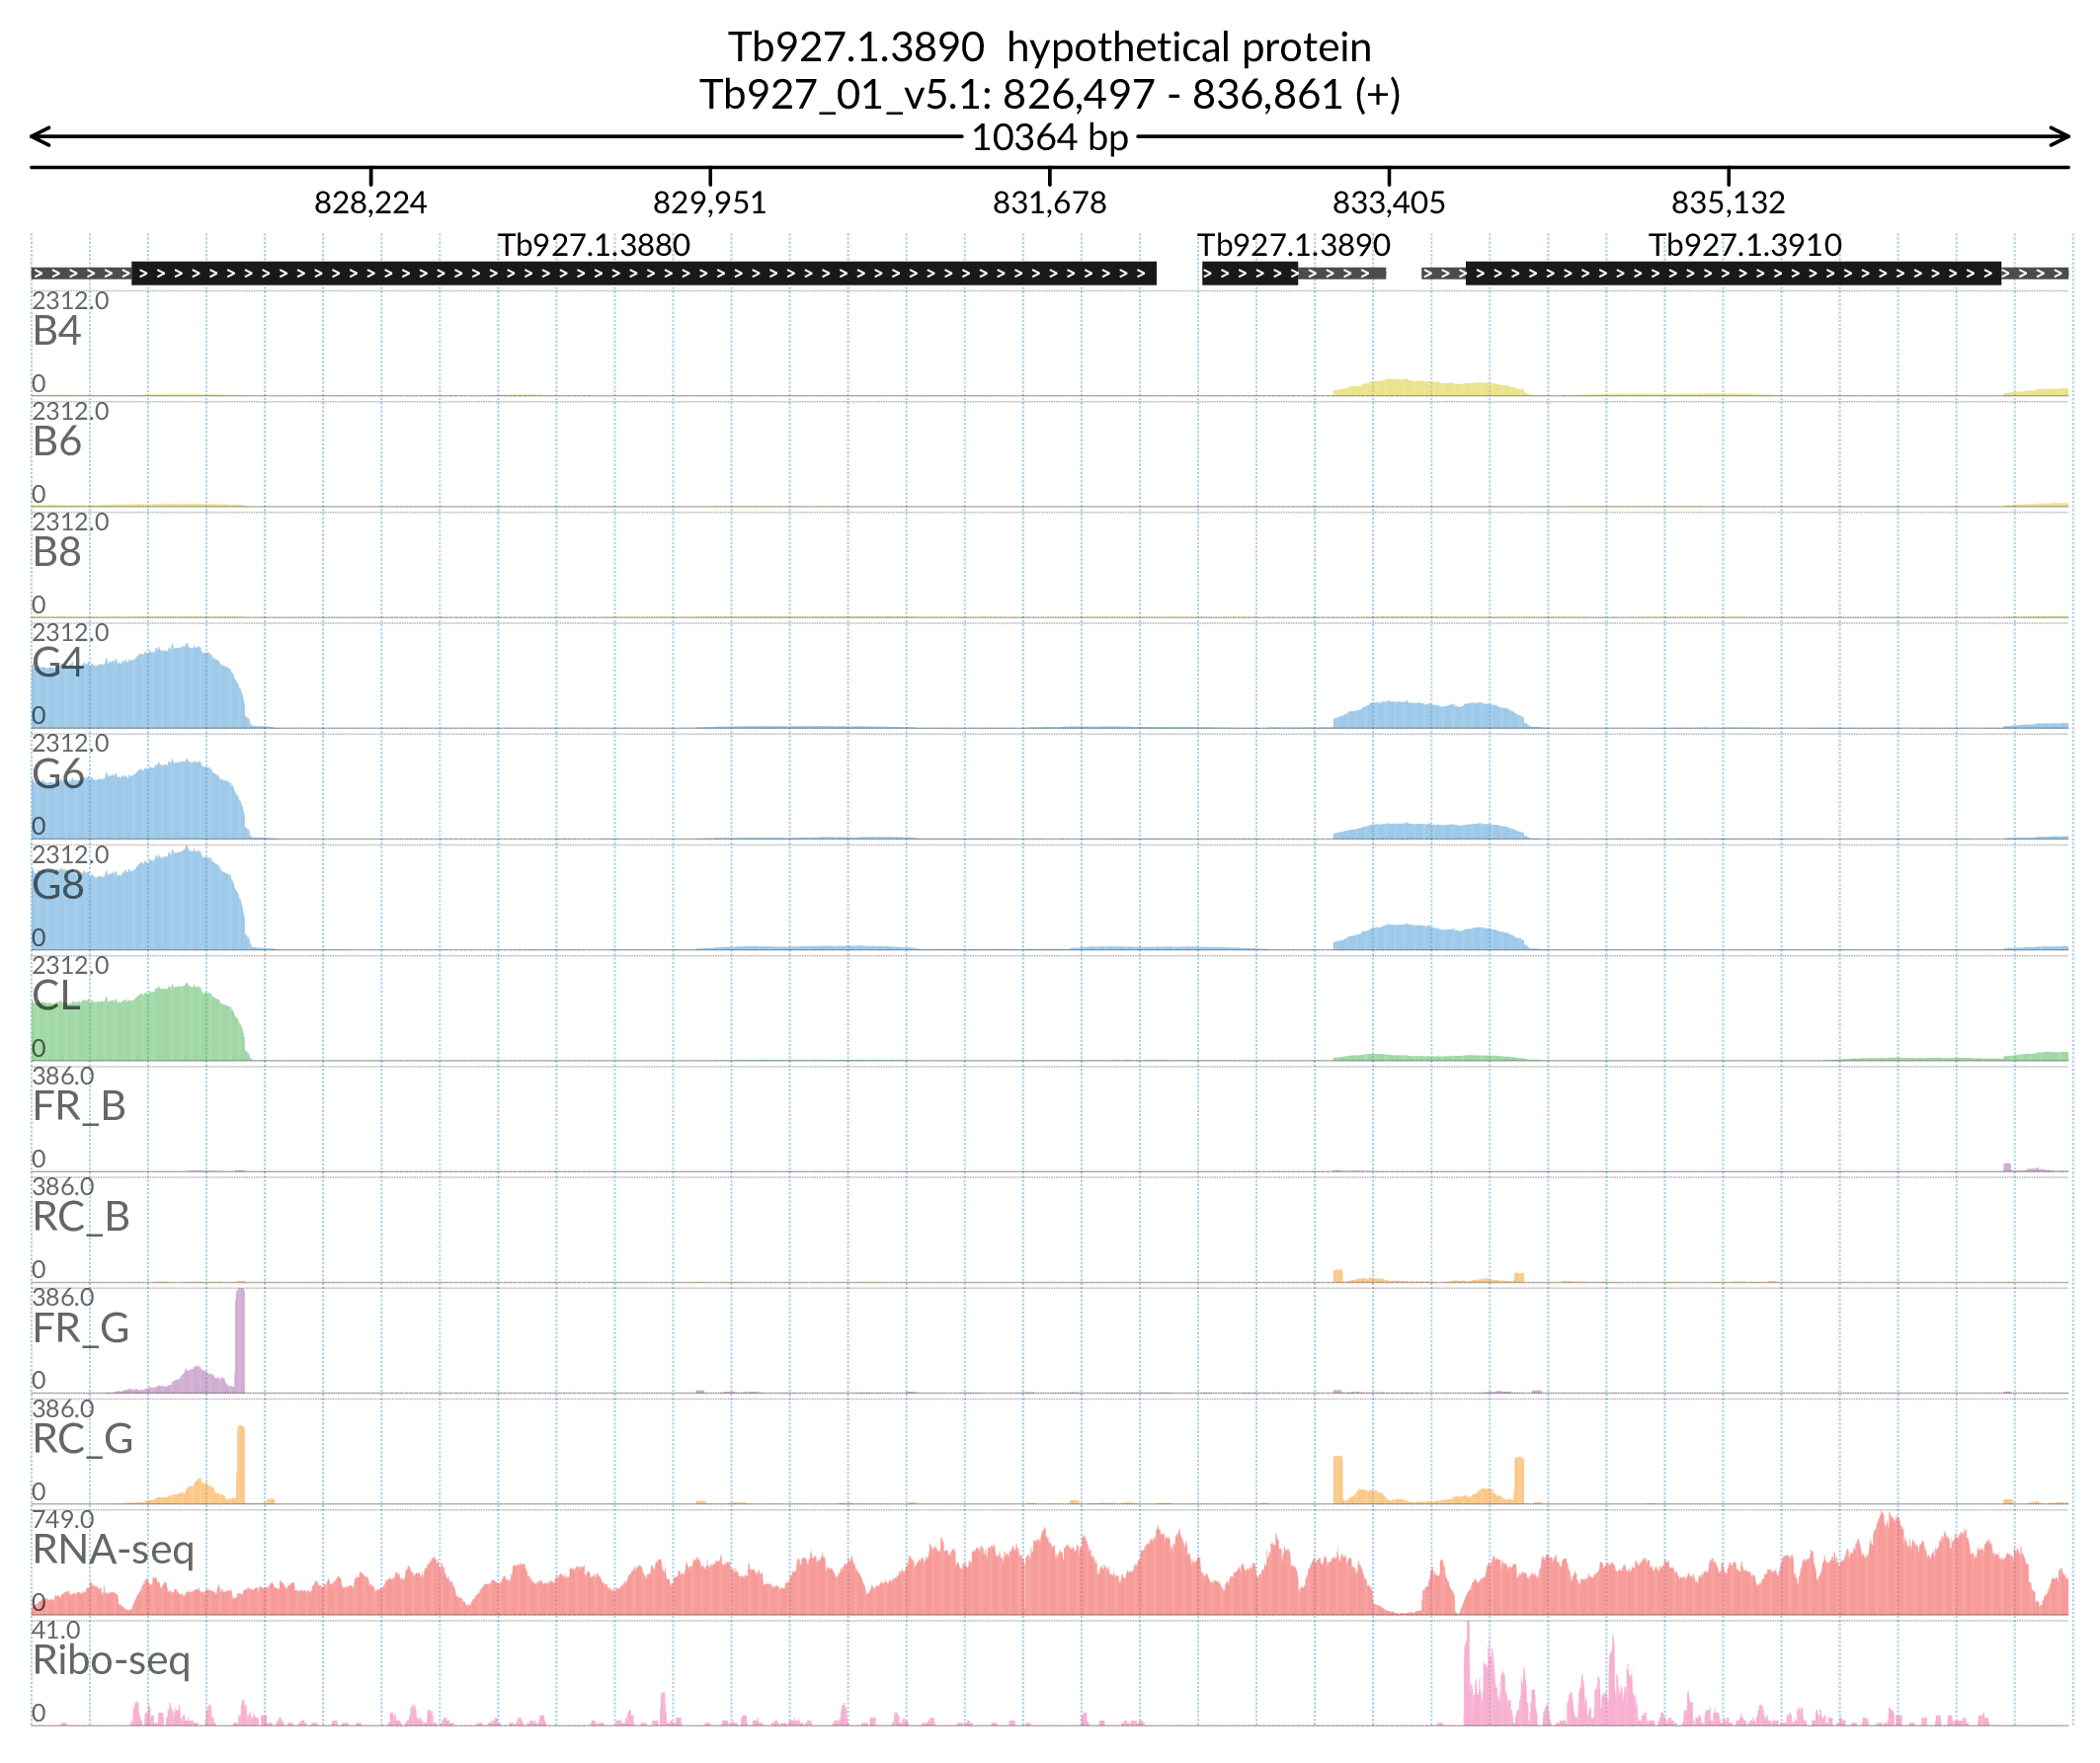 Tb927.1.3890 hypothetical protein
Tb927_01_v5.1: 826,497 - 836,861 (+)
10364 bp
828,224 829,951 831,678 833,405 835,132
Tb927.1.3880 Tb927.1.3890 Tb927.1.3910
2312.0
B4
0
2312.0
B6
0
2312.0
B8
0
2312.0
G4
0
2312.0
G6
0
2312.0
G8
0
2312.0
CL
0
386.0
FR_B
0
386.0
RC_B
0
386.0
FR_G
0
386.0
RC_G
0
749.0
RNA-seq
0
41.0
Ribo-seq
0